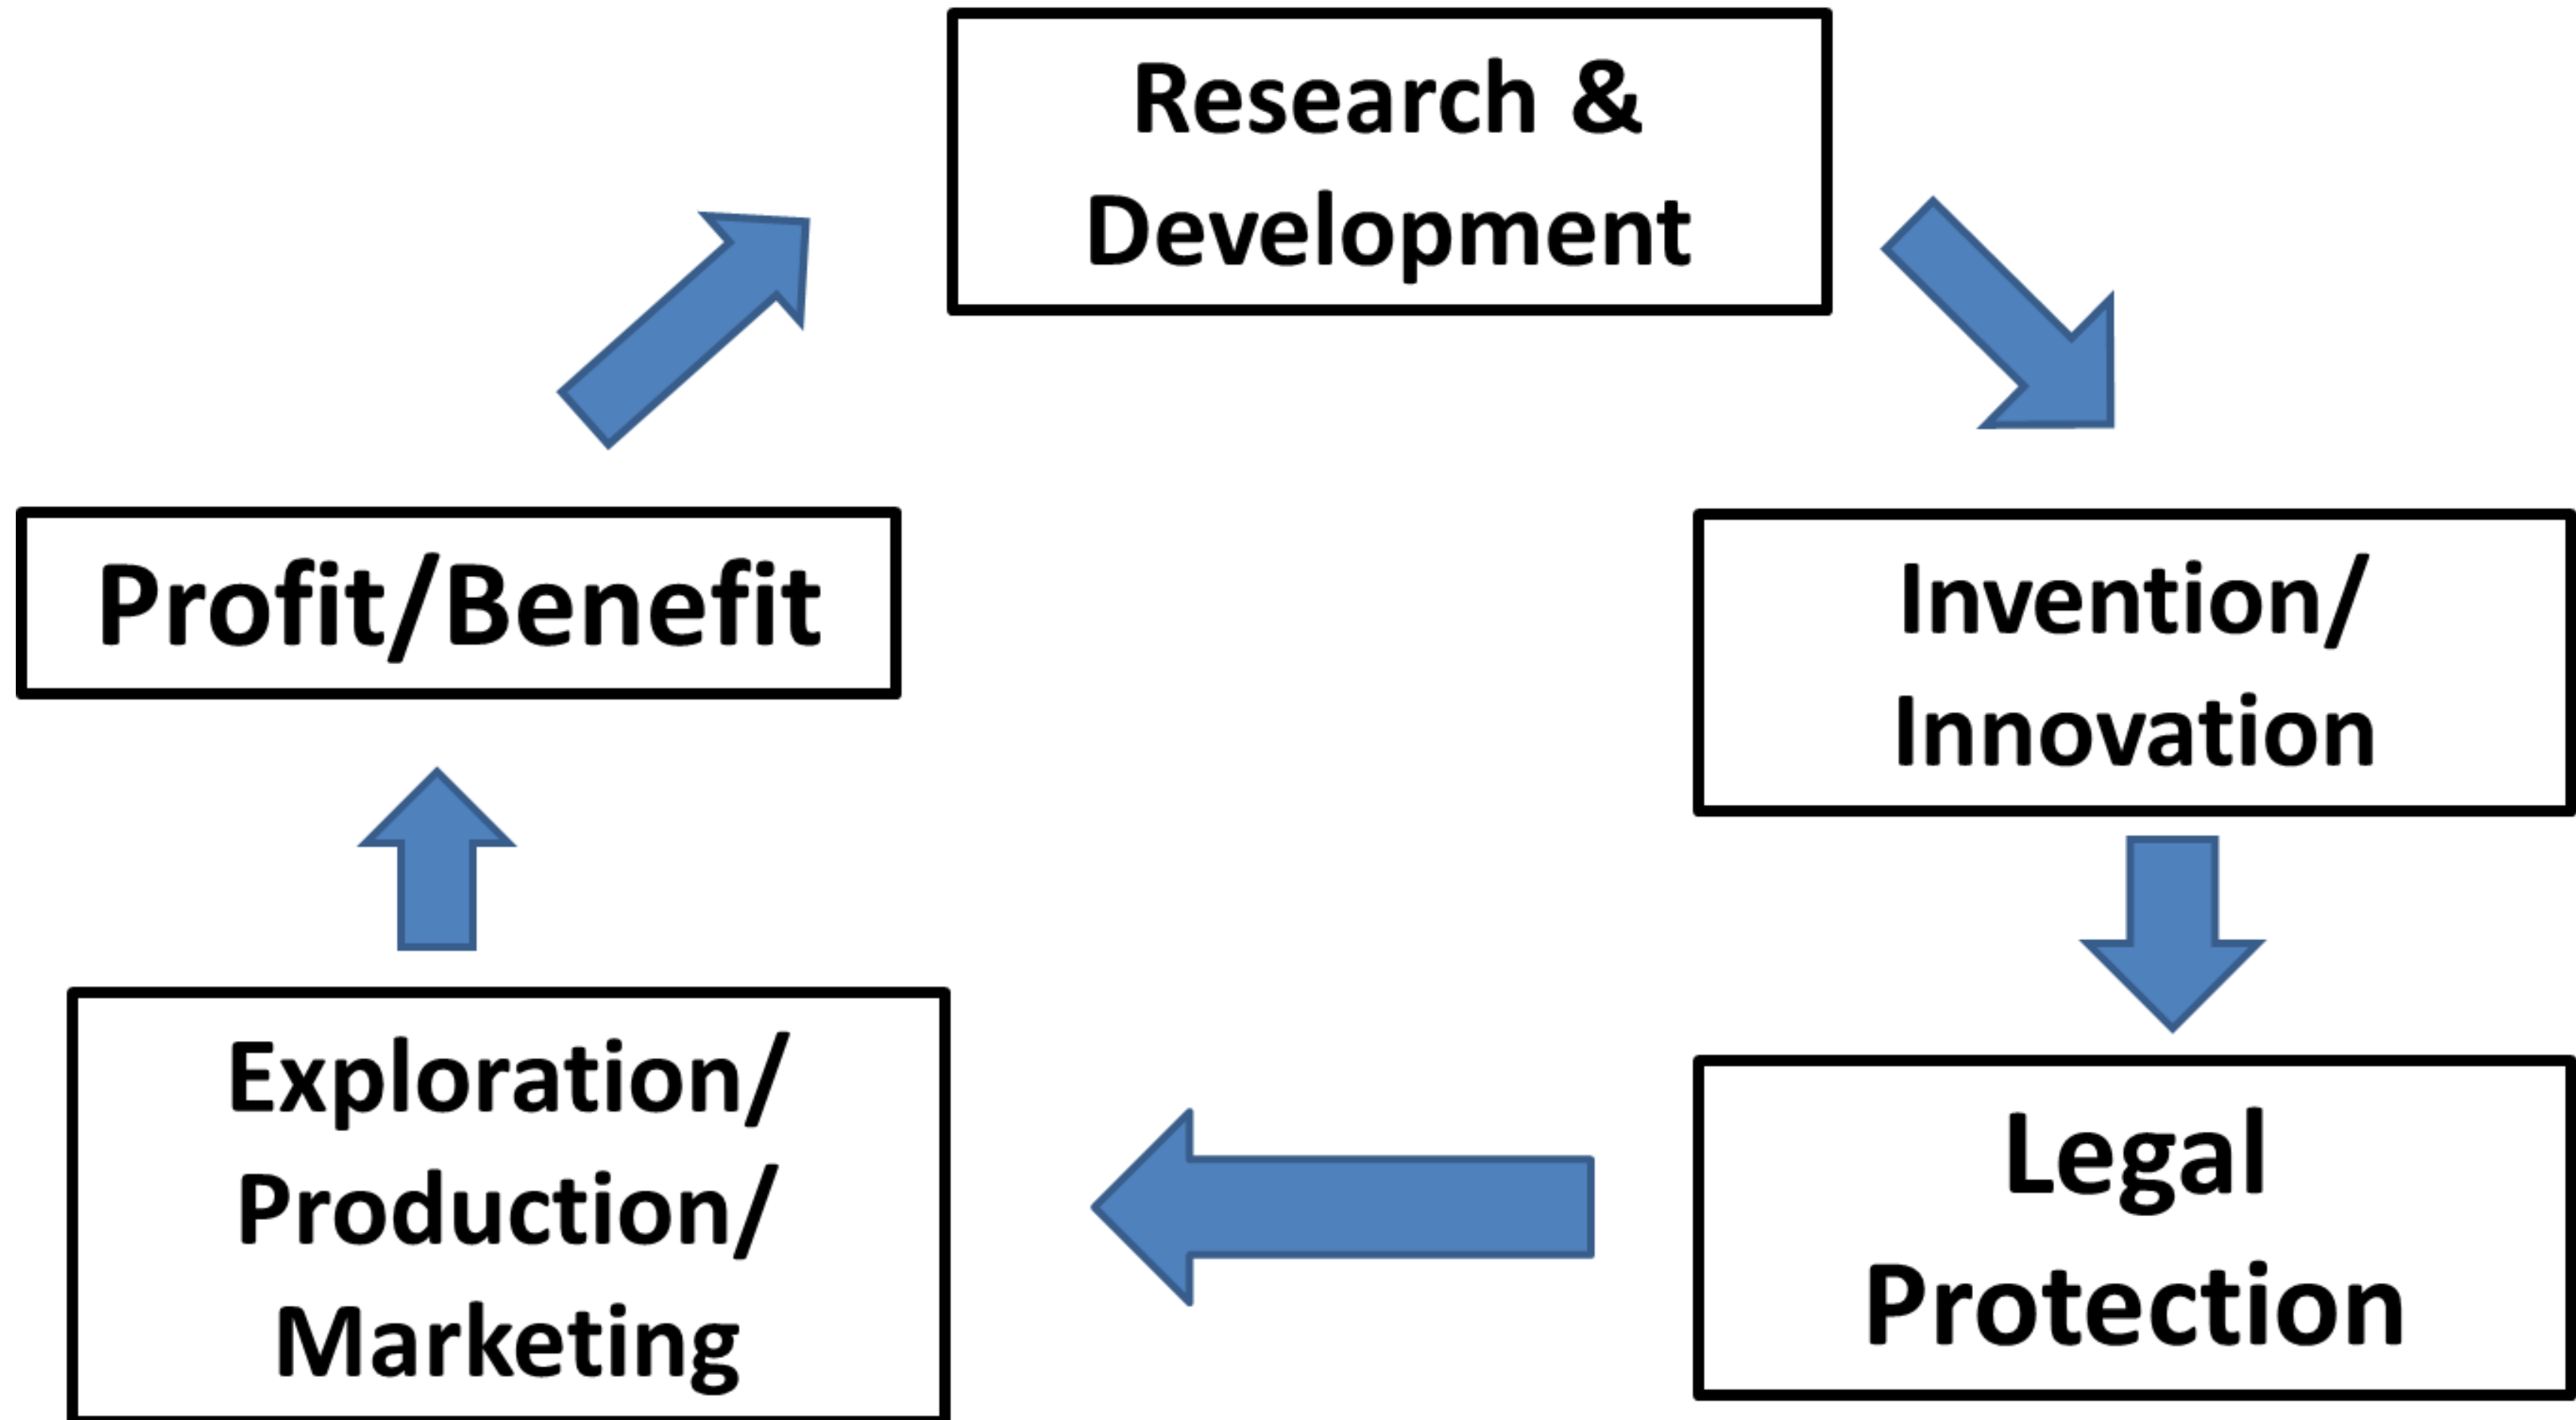 Research &
Development
Profit/Benefit
Invention/
Innovation
Exploration/
Production/
Marketing
Legal
Protection